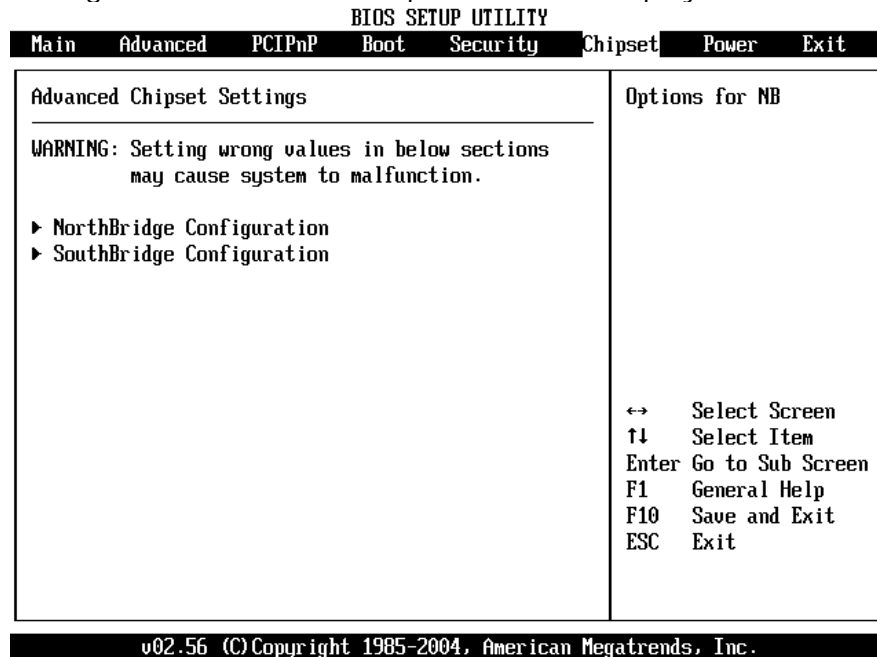 BIOS SETUP UTILITY
Main Advanced PCIPnP Boot Security Chipset Power Exit
Advanced Chipset Settings
WARNING: Setting wrong values in below sections
may cause system to malfunction.
▶ NorthBridge Configuration
▶ SouthBridge Configuration
Options for NB
↔ Select Screen
↑↓ Select Item
Enter Go to Sub Screen
F1 General Help
F10 Save and Exit
ESC Exit
v02.56 (C)Copyright 1985-2004, American Megatrends, Inc.